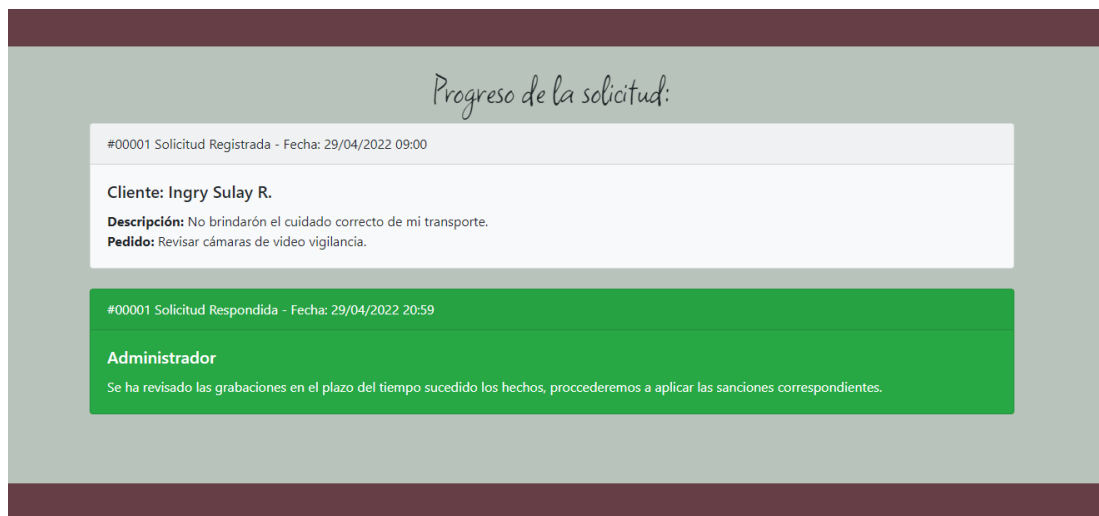 Progreso de la solicitud:
#00001 Solicitud Registrada - Fecha: 29/04/2022 09:00
Cliente: Ingry Sulay R.
Descripción: No brindarón el cuidado correcto de mi transporte.
Pedido: Revisar cámaras de video vigilancia.
#00001 Solicitud Respondida - Fecha: 29/04/2022 20:59
Administrador
Se ha revisado las grabaciones en el plazo del tiempo sucedido los hechos, proccederemos a aplicar las sanciones correspondientes.